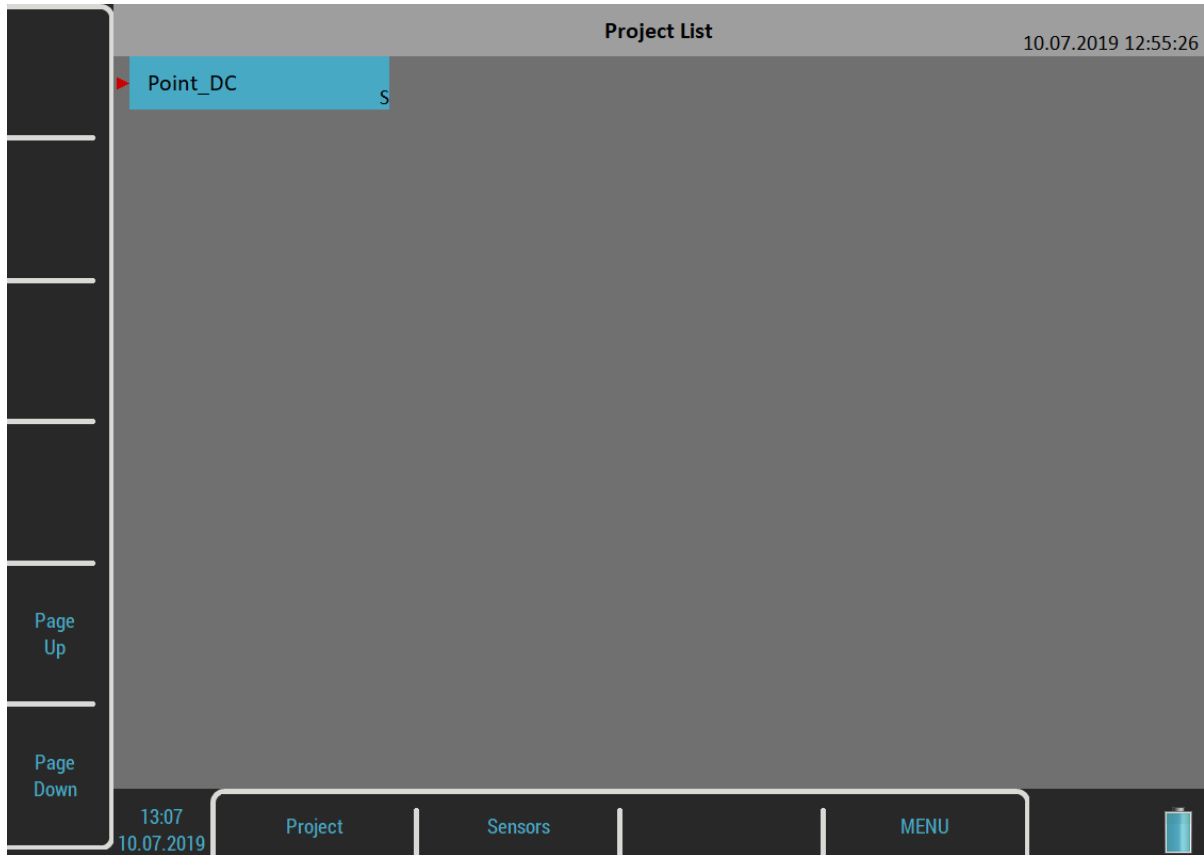 Project List
10.07.2019 12:55:26
Point_DC
S
Page
Up
Page
Down
13:07
10.07.2019
Project
Sensors
MENU